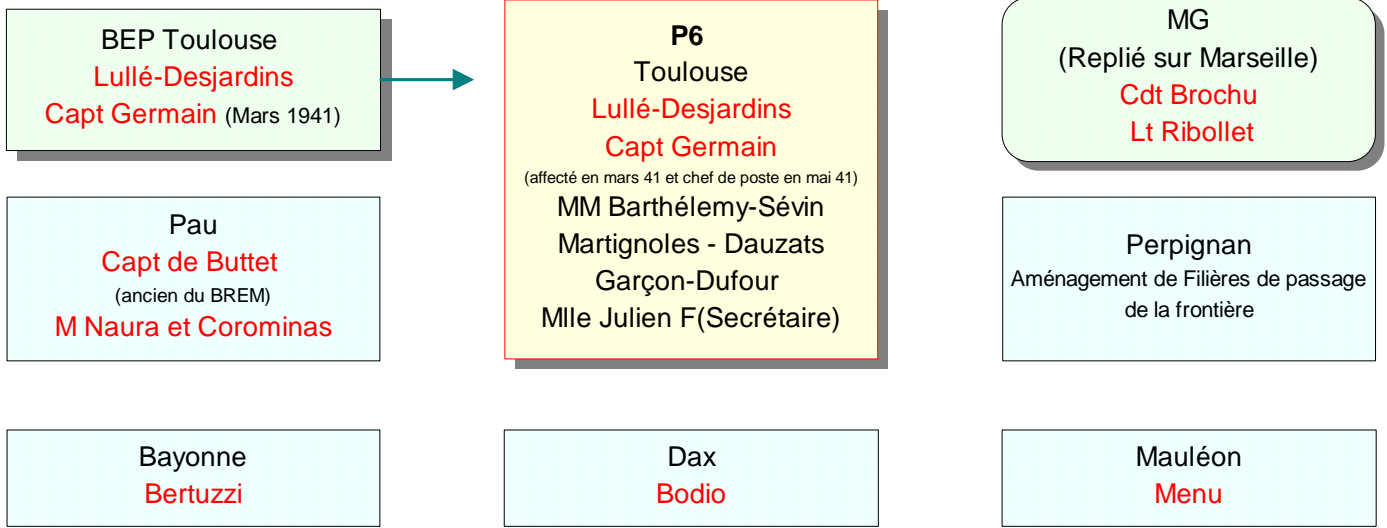 BEP Toulouse
Lullé-Desjardins
Capt Germain (Mars 1941)
P6
Toulouse
Lullé-Desjardins
Capt Germain
(affecté en mars 41 et chef de poste en mai 41)
MM Barthélemy-Sévin
Martignoles - Dauzats
Garçon-Dufour
Mlle Julien F(Secrétaire)
MG
(Replié sur Marseille)
Cdt Brochu
Lt Ribollet
Pau
Capt de Buttet
(ancien du BREM)
M Naura et Corominas
Perpignan
Aménagement de Filières de passage
de la frontière
Bayonne
Bertuzzi
Dax
Bodio
Mauléon
Menu